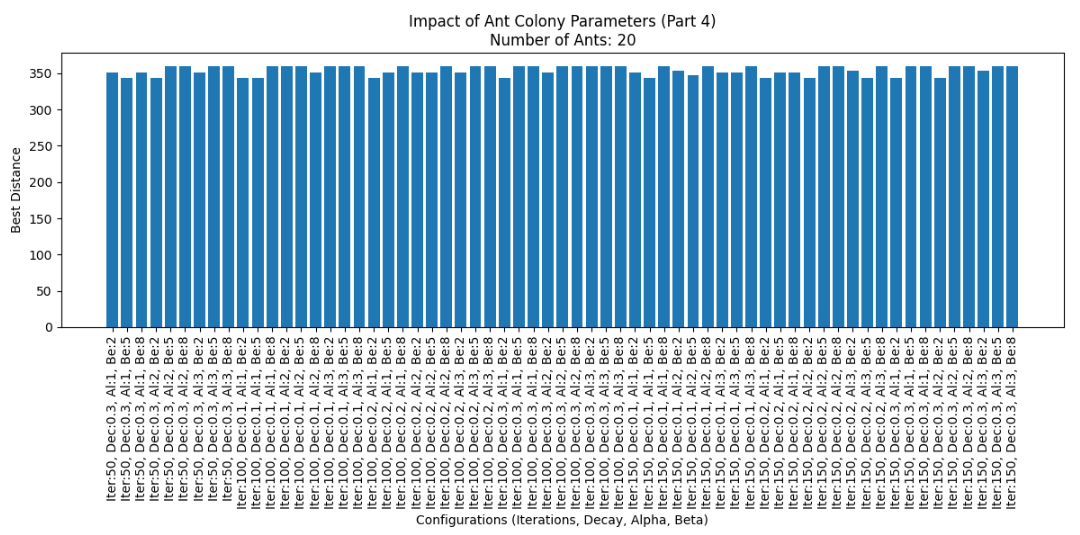 Impact of Ant Colony Parameters (Part 4)
Number of Ants: 20
Best Distance
350
300
250
200
150
100
50
0
Iter:50, Dec:0.3, Al:1, Be:2
Iter:50, Dec:0.3, Al:1, Be:5
Iter:50, Dec:0.3, Al:1, Be:8
Iter:50, Dec:0.3, Al:2, Be:2
Iter:50, Dec:0.3, Al:2, Be:5
Iter:50, Dec:0.3, Al:2, Be:8
Iter:50, Dec:0.3, Al:3, Be:2
Iter:50, Dec:0.3, Al:3, Be:5
Iter:50, Dec:0.3, Al:3, Be:8
Iter:100, Dec:0.1, Al:1, Be:2
Iter:100, Dec:0.1, Al:1, Be:5
Iter:100, Dec:0.1, Al:1, Be:8
Iter:100, Dec:0.1, Al:2, Be:2
Iter:100, Dec:0.1, Al:2, Be:5
Iter:100, Dec:0.1, Al:2, Be:8
Iter:100, Dec:0.1, Al:3, Be:2
Iter:100, Dec:0.1, Al:3, Be:5
Iter:100, Dec:0.1, Al:3, Be:8
Iter:100, Dec:0.2, Al:1, Be:2
Iter:100, Dec:0.2, Al:1, Be:5
Iter:100, Dec:0.2, Al:1, Be:8
Iter:100, Dec:0.2, Al:2, Be:2
Iter:100, Dec:0.2, Al:2, Be:5
Iter:100, Dec:0.2, Al:2, Be:8
Iter:100, Dec:0.2, Al:3, Be:2
Iter:100, Dec:0.2, Al:3, Be:5
Iter:100, Dec:0.2, Al:3, Be:8
Iter:100, Dec:0.3, Al:1, Be:2
Iter:100, Dec:0.3, Al:1, Be:5
Iter:100, Dec:0.3, Al:1, Be:8
Iter:100, Dec:0.3, Al:2, Be:2
Iter:100, Dec:0.3, Al:2, Be:5
Iter:100, Dec:0.3, Al:2, Be:8
Iter:100, Dec:0.3, Al:3, Be:2
Iter:100, Dec:0.3, Al:3, Be:5
Iter:100, Dec:0.3, Al:3, Be:8
Iter:150, Dec:0.1, Al:1, Be:2
Iter:150, Dec:0.1, Al:1, Be:5
Iter:150, Dec:0.1, Al:1, Be:8
Iter:150, Dec:0.1, Al:2, Be:2
Iter:150, Dec:0.1, Al:2, Be:5
Iter:150, Dec:0.1, Al:2, Be:8
Iter:150, Dec:0.1, Al:3, Be:2
Iter:150, Dec:0.1, Al:3, Be:5
Iter:150, Dec:0.1, Al:3, Be:8
Iter:150, Dec:0.2, Al:1, Be:2
Iter:150, Dec:0.2, Al:1, Be:5
Iter:150, Dec:0.2, Al:1, Be:8
Iter:150, Dec:0.2, Al:2, Be:2
Iter:150, Dec:0.2, Al:2, Be:5
Iter:150, Dec:0.2, Al:2, Be:8
Iter:150, Dec:0.2, Al:3, Be:2
Iter:150, Dec:0.2, Al:3, Be:5
Iter:150, Dec:0.2, Al:3, Be:8
Iter:150, Dec:0.3, Al:1, Be:2
Iter:150, Dec:0.3, Al:1, Be:5
Iter:150, Dec:0.3, Al:1, Be:8
Iter:150, Dec:0.3, Al:2, Be:2
Iter:150, Dec:0.3, Al:2, Be:5
Iter:150, Dec:0.3, Al:2, Be:8
Iter:150, Dec:0.3, Al:3, Be:2
Iter:150, Dec:0.3, Al:3, Be:5
Iter:150, Dec:0.3, Al:3, Be:8
Configurations (Iterations, Decay, Alpha, Beta)